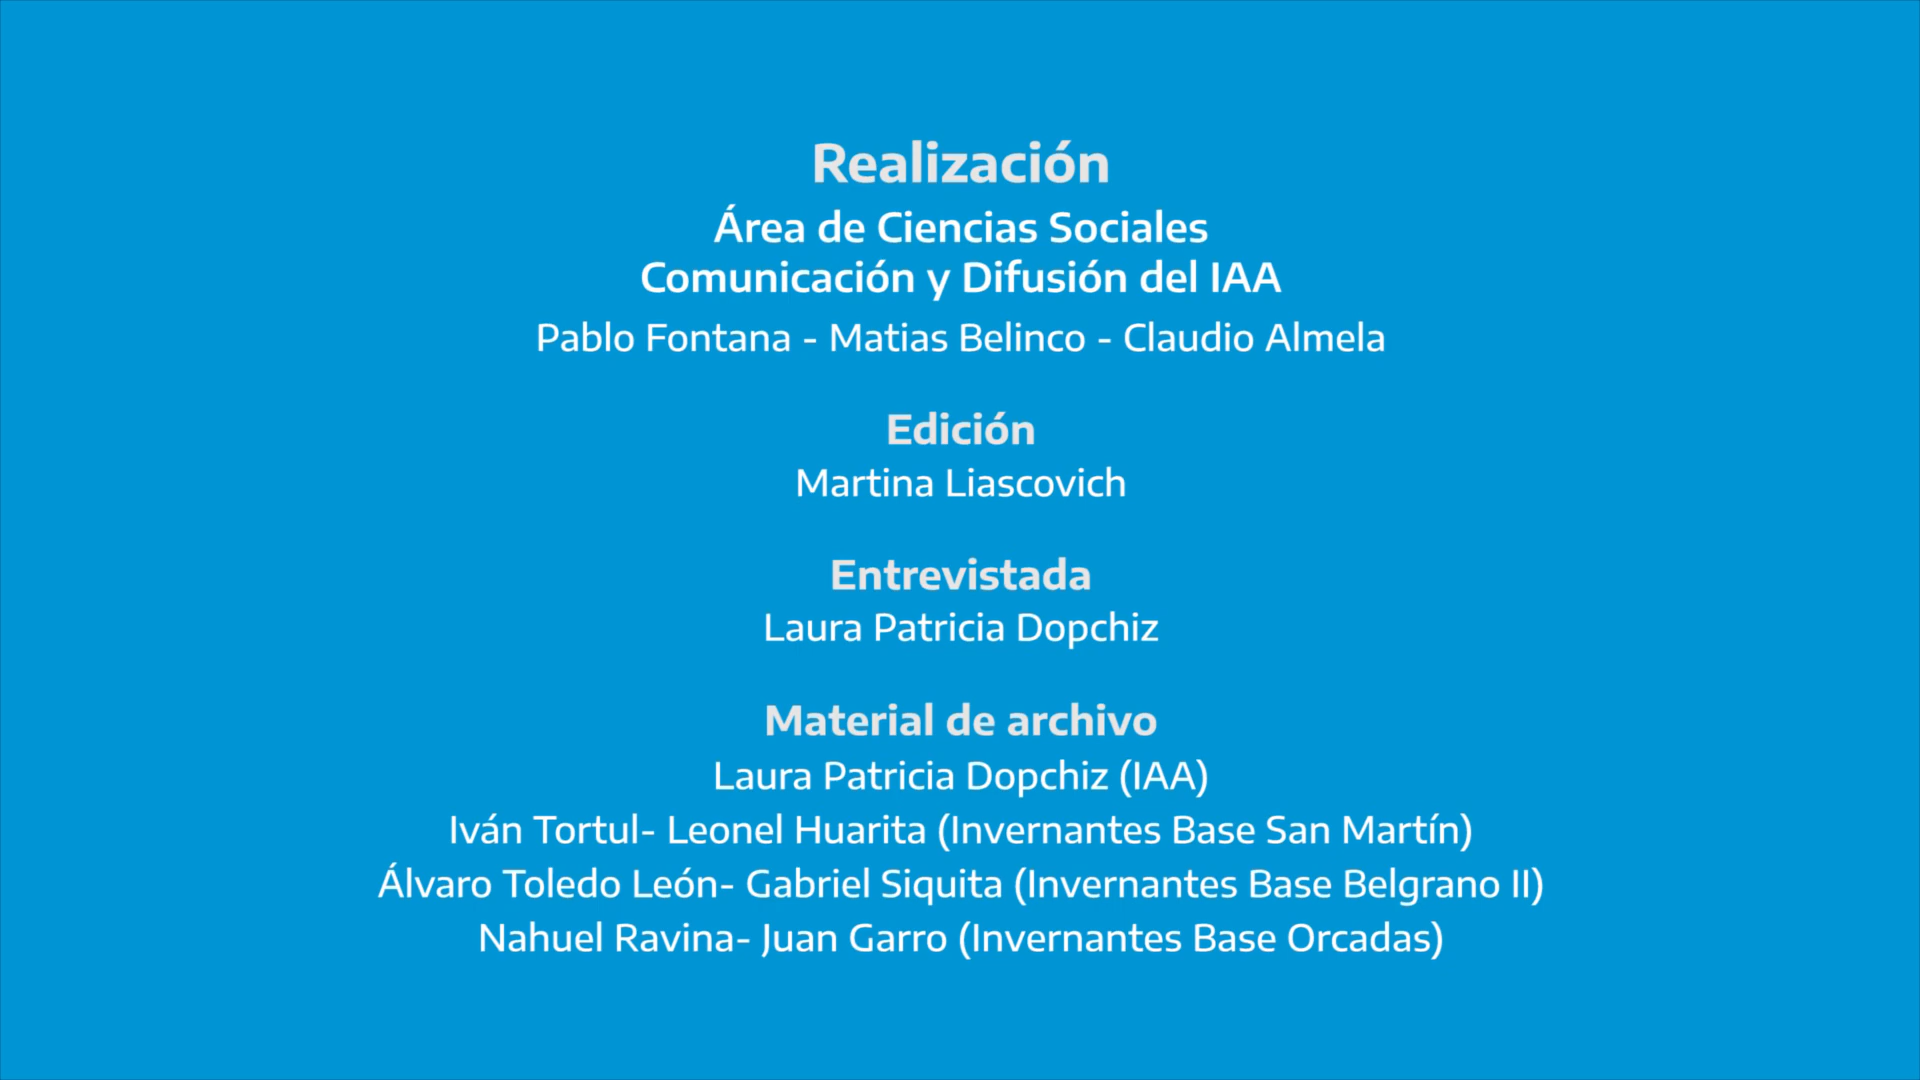 Realización
Área de Ciencias Sociales
Comunicación y Difusión del IAA
Pablo Fontana - Matias Belinco - Claudio Almela
Edición
Martina Liascovich
Entrevistada
Laura Patricia Dopchiz
Material de archivo
Laura Patricia Dopchiz (IAA)
Iván Tortul- Leonel Huarita (Invernantes Base San Martín)
Álvaro Toledo León- Gabriel Siquita (Invernantes Base Belgrano II)
Nahuel Ravina- Juan Garro (Invernantes Base Orcadas)